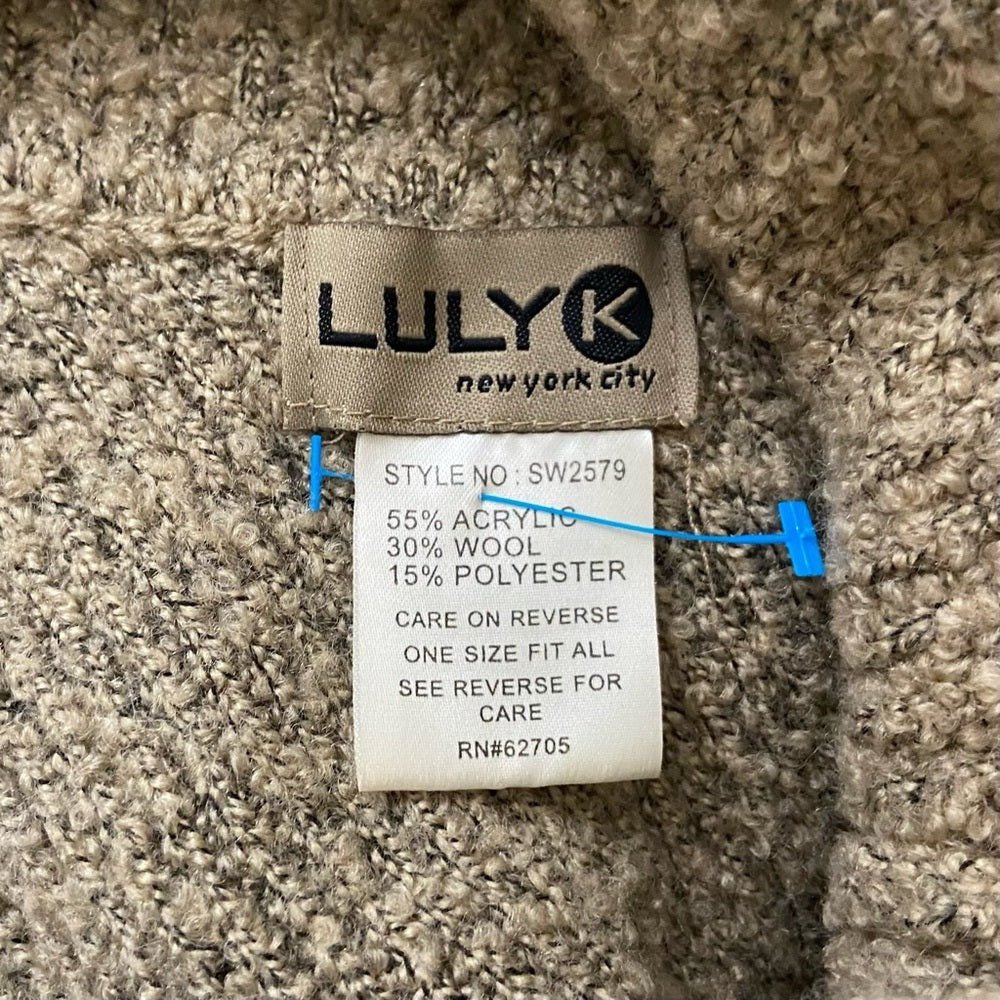 LULYK
new york city
STYLE NO : SW2579
55% ACRYLIC
30% WOOL
15% POLYESTER
CARE ON REVERSE
ONE SIZE FIT ALL
SEE REVERSE FOR
CARE
RN#62705